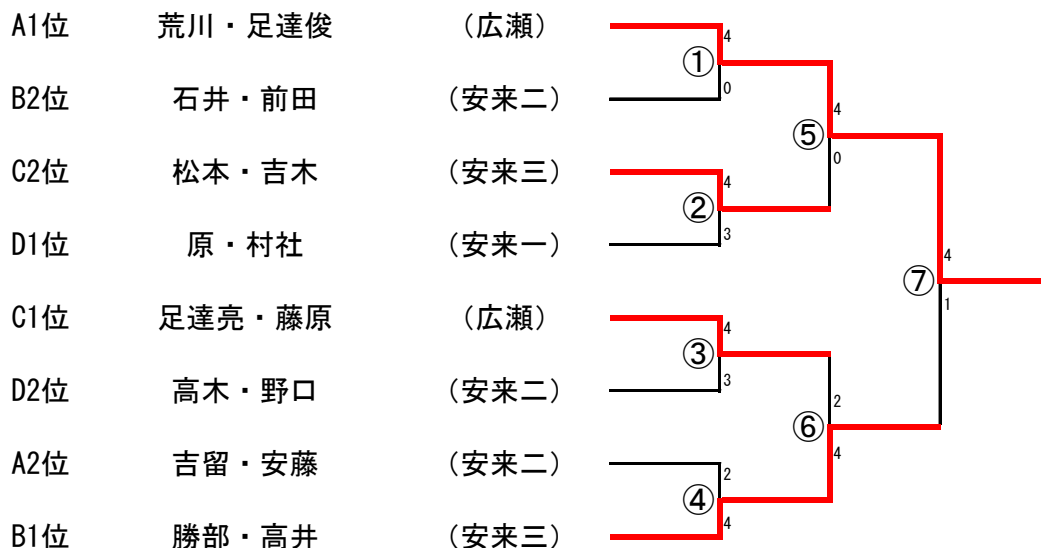 A1位 荒川・足達俊 （広瀬） 4
①
B2位 石井・前田 （安来二） 0
4
⑤
0
C2位 松本・吉木 （安来三） 4
②
D1位 原・村社 （安来一） 3
4
⑦
1
C1位 足達亮・藤原 （広瀬） 4
③
D2位 高木・野口 （安来二） 3
2
⑥
4
A2位 吉留・安藤 （安来二） 2
④
B1位 勝部・高井 （安来三） 4